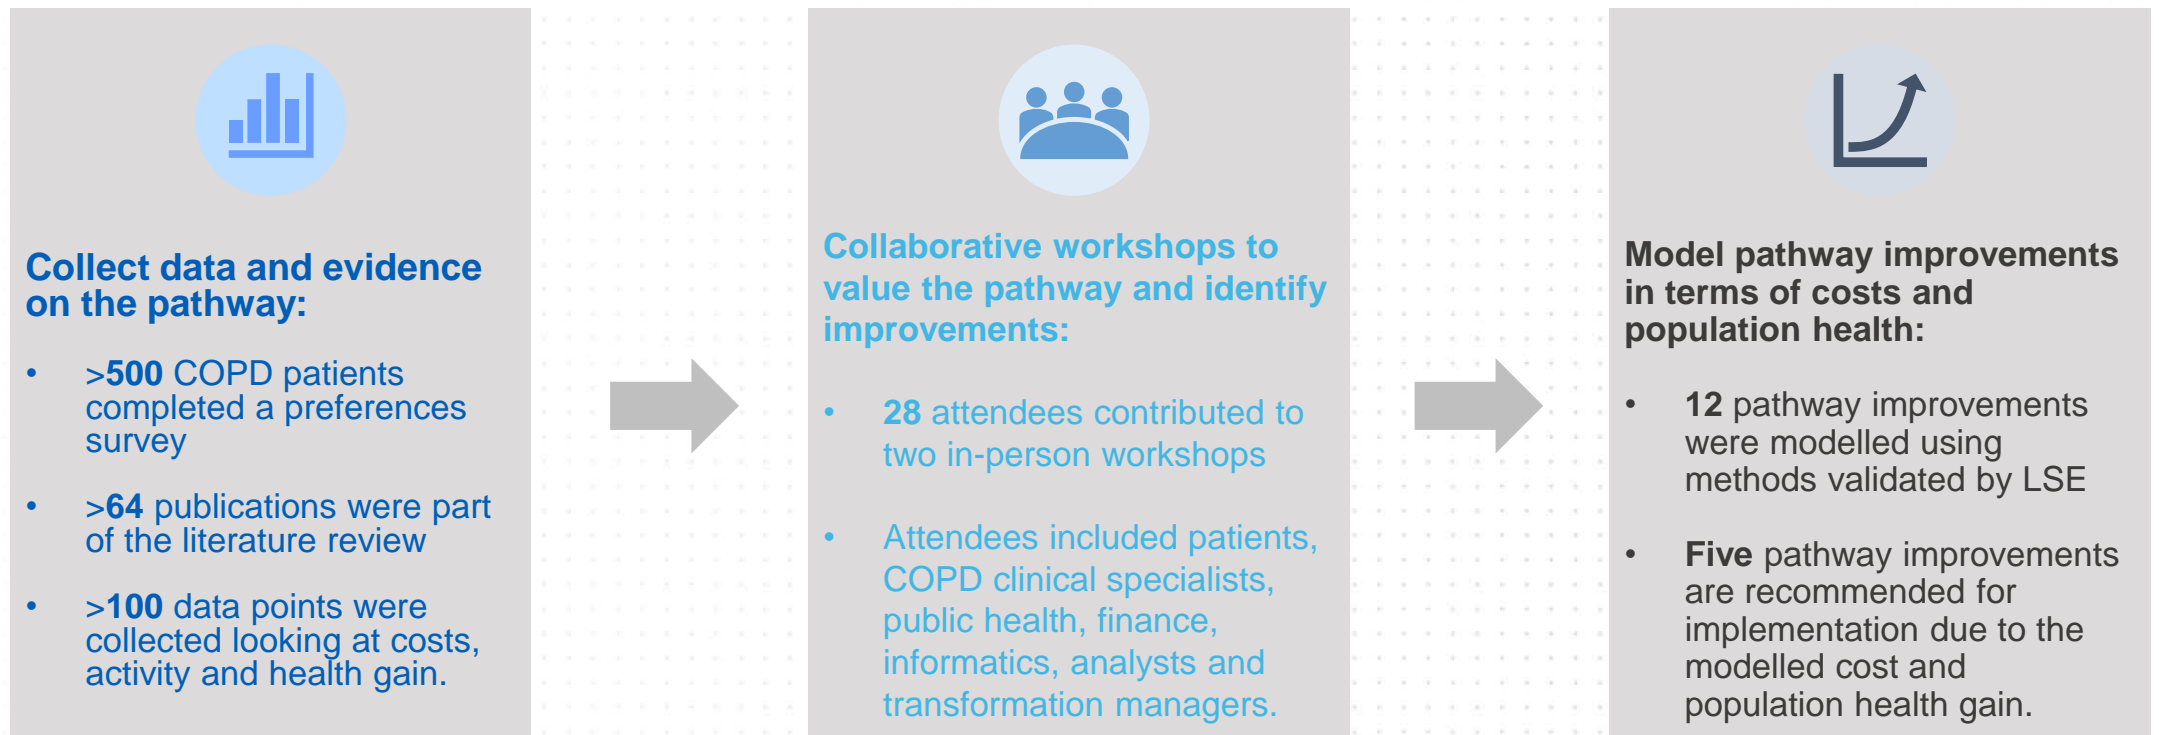 Collect data and evidence
on the pathway:
• >500 COPD patients
completed a preferences
survey
• >64 publications were part
of the literature review
• >100 data points were
collected looking at costs,
activity and health gain.
Collaborative workshops to
value the pathway and identify
improvements:
• 28 attendees contributed to
two in-person workshops
• Attendees included patients,
COPD clinical specialists,
public health, finance,
informatics, analysts and
transformation managers.
Model pathway improvements
in terms of costs and
population health:
• 12 pathway improvements
were modelled using
methods validated by LSE
• Five pathway improvements
are recommended for
implementation due to the
modelled cost and
population health gain.